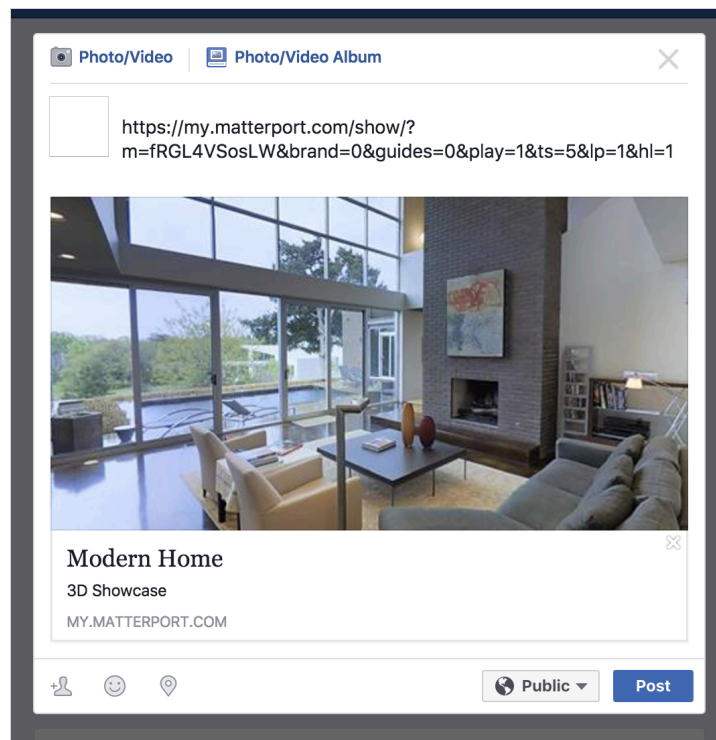 Photo/Video
Photo/Video Album
https://my.matterport.com/show/?
m=fRGL4VSosLW&brand=0&guides=0&play=1&ts=5&lp=1&hl=1
Modern Home
3D Showcase
MY.MATTERPORT.COM
Public
Post